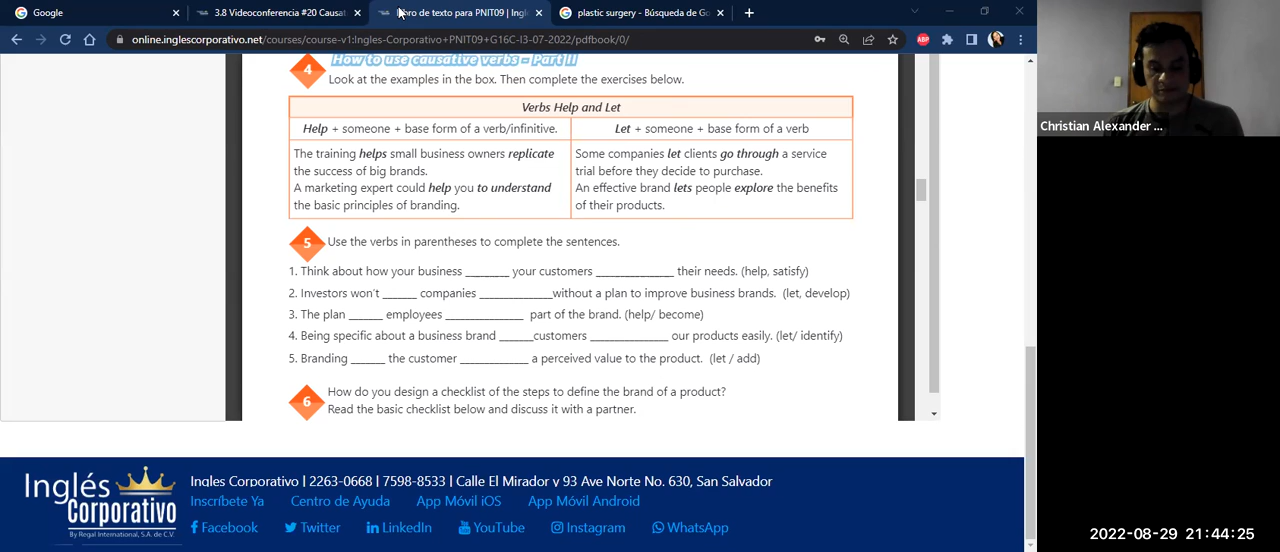 Google
3.8 Videoconferencia #20 Causat
libro de texto para PNIT09 | Ingl
plastic surgery - Búsqueda de Go
online.inglescorporativo.net/courses/course-v1:Ingles-Corporativo+PNIT09+G16C-I3-07-2022/pdfbook/0/
ABP
4 How to use causative verbs – Part II
Look at the examples in the box. Then complete the exercises below.
Verbs Help and Let
Help + someone + base form of a verb/infinitive.
Let + someone + base form of a verb
The training helps small business owners replicate
the success of big brands.
A marketing expert could help you to understand
the basic principles of branding.
Some companies let clients go through a service
trial before they decide to purchase.
An effective brand lets people explore the benefits
of their products.
5 Use the verbs in parentheses to complete the sentences.
1. Think about how your business ________ your customers ______________ their needs. (help, satisfy)
2. Investors won't ______ companies _____________without a plan to improve business brands. (let, develop)
3. The plan ______ employees ______________ part of the brand. (help/ become)
4. Being specific about a business brand ______customers ______________ our products easily. (let/ identify)
5. Branding ______ the customer ____________ a perceived value to the product. (let / add)
6 How do you design a checklist of the steps to define the brand of a product?
Read the basic checklist below and discuss it with a partner.
Inglés Corporativo
By Regal International, S.A. de C.V.
Ingles Corporativo | 2263-0668 | 7598-8533 | Calle El Mirador y 93 Ave Norte No. 630, San Salvador
Inscríbete Ya Centro de Ayuda App Móvil iOS App Móvil Android
Facebook Twitter LinkedIn YouTube Instagram WhatsApp
Christian Alexander ...
2022-08-29 21:44:25